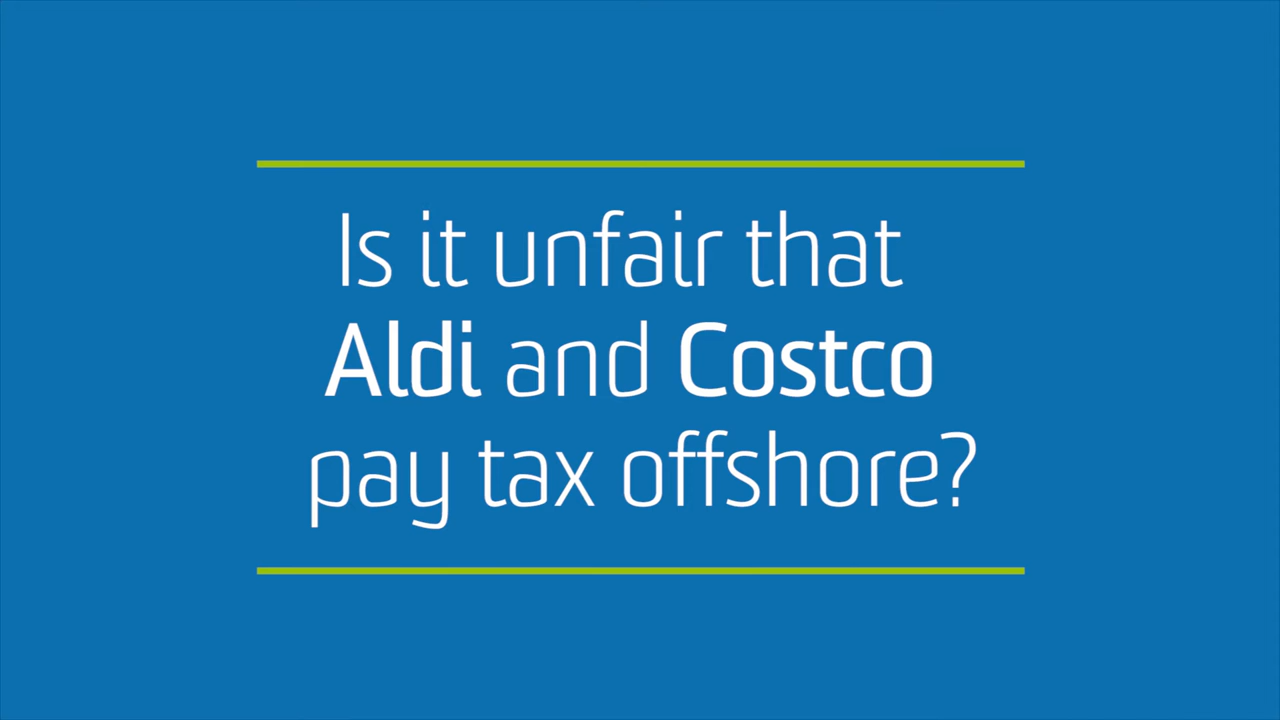 Is it unfair that
Aldi and Costco
pay tax offshore?